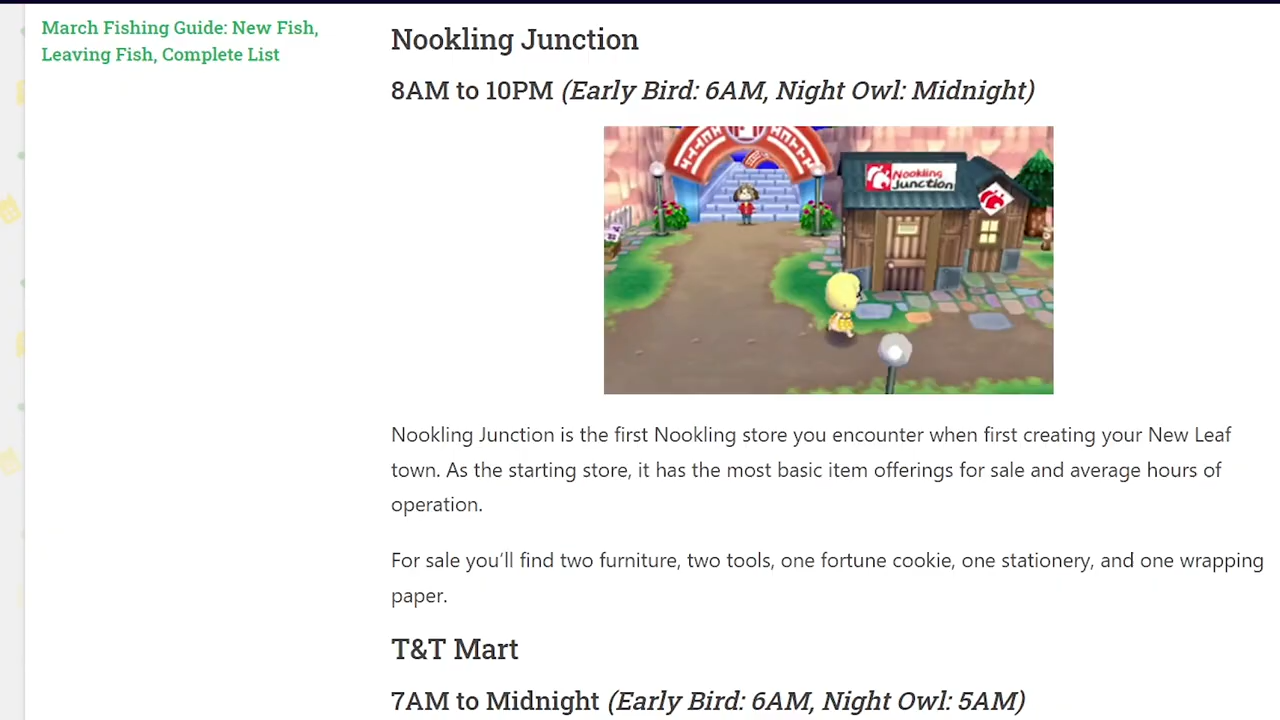 March Fishing Guide: New Fish,
Leaving Fish, Complete List
Nookling Junction
8AM to 10PM (Early Bird: 6AM, Night Owl: Midnight)
Nookling
Junction
Nookling Junction is the first Nookling store you encounter when first creating your New Leaf
town. As the starting store, it has the most basic item offerings for sale and average hours of
operation.
For sale you’ll find two furniture, two tools, one fortune cookie, one stationery, and one wrapping
paper.
T&T Mart
7AM to Midnight (Early Bird: 6AM, Night Owl: 5AM)